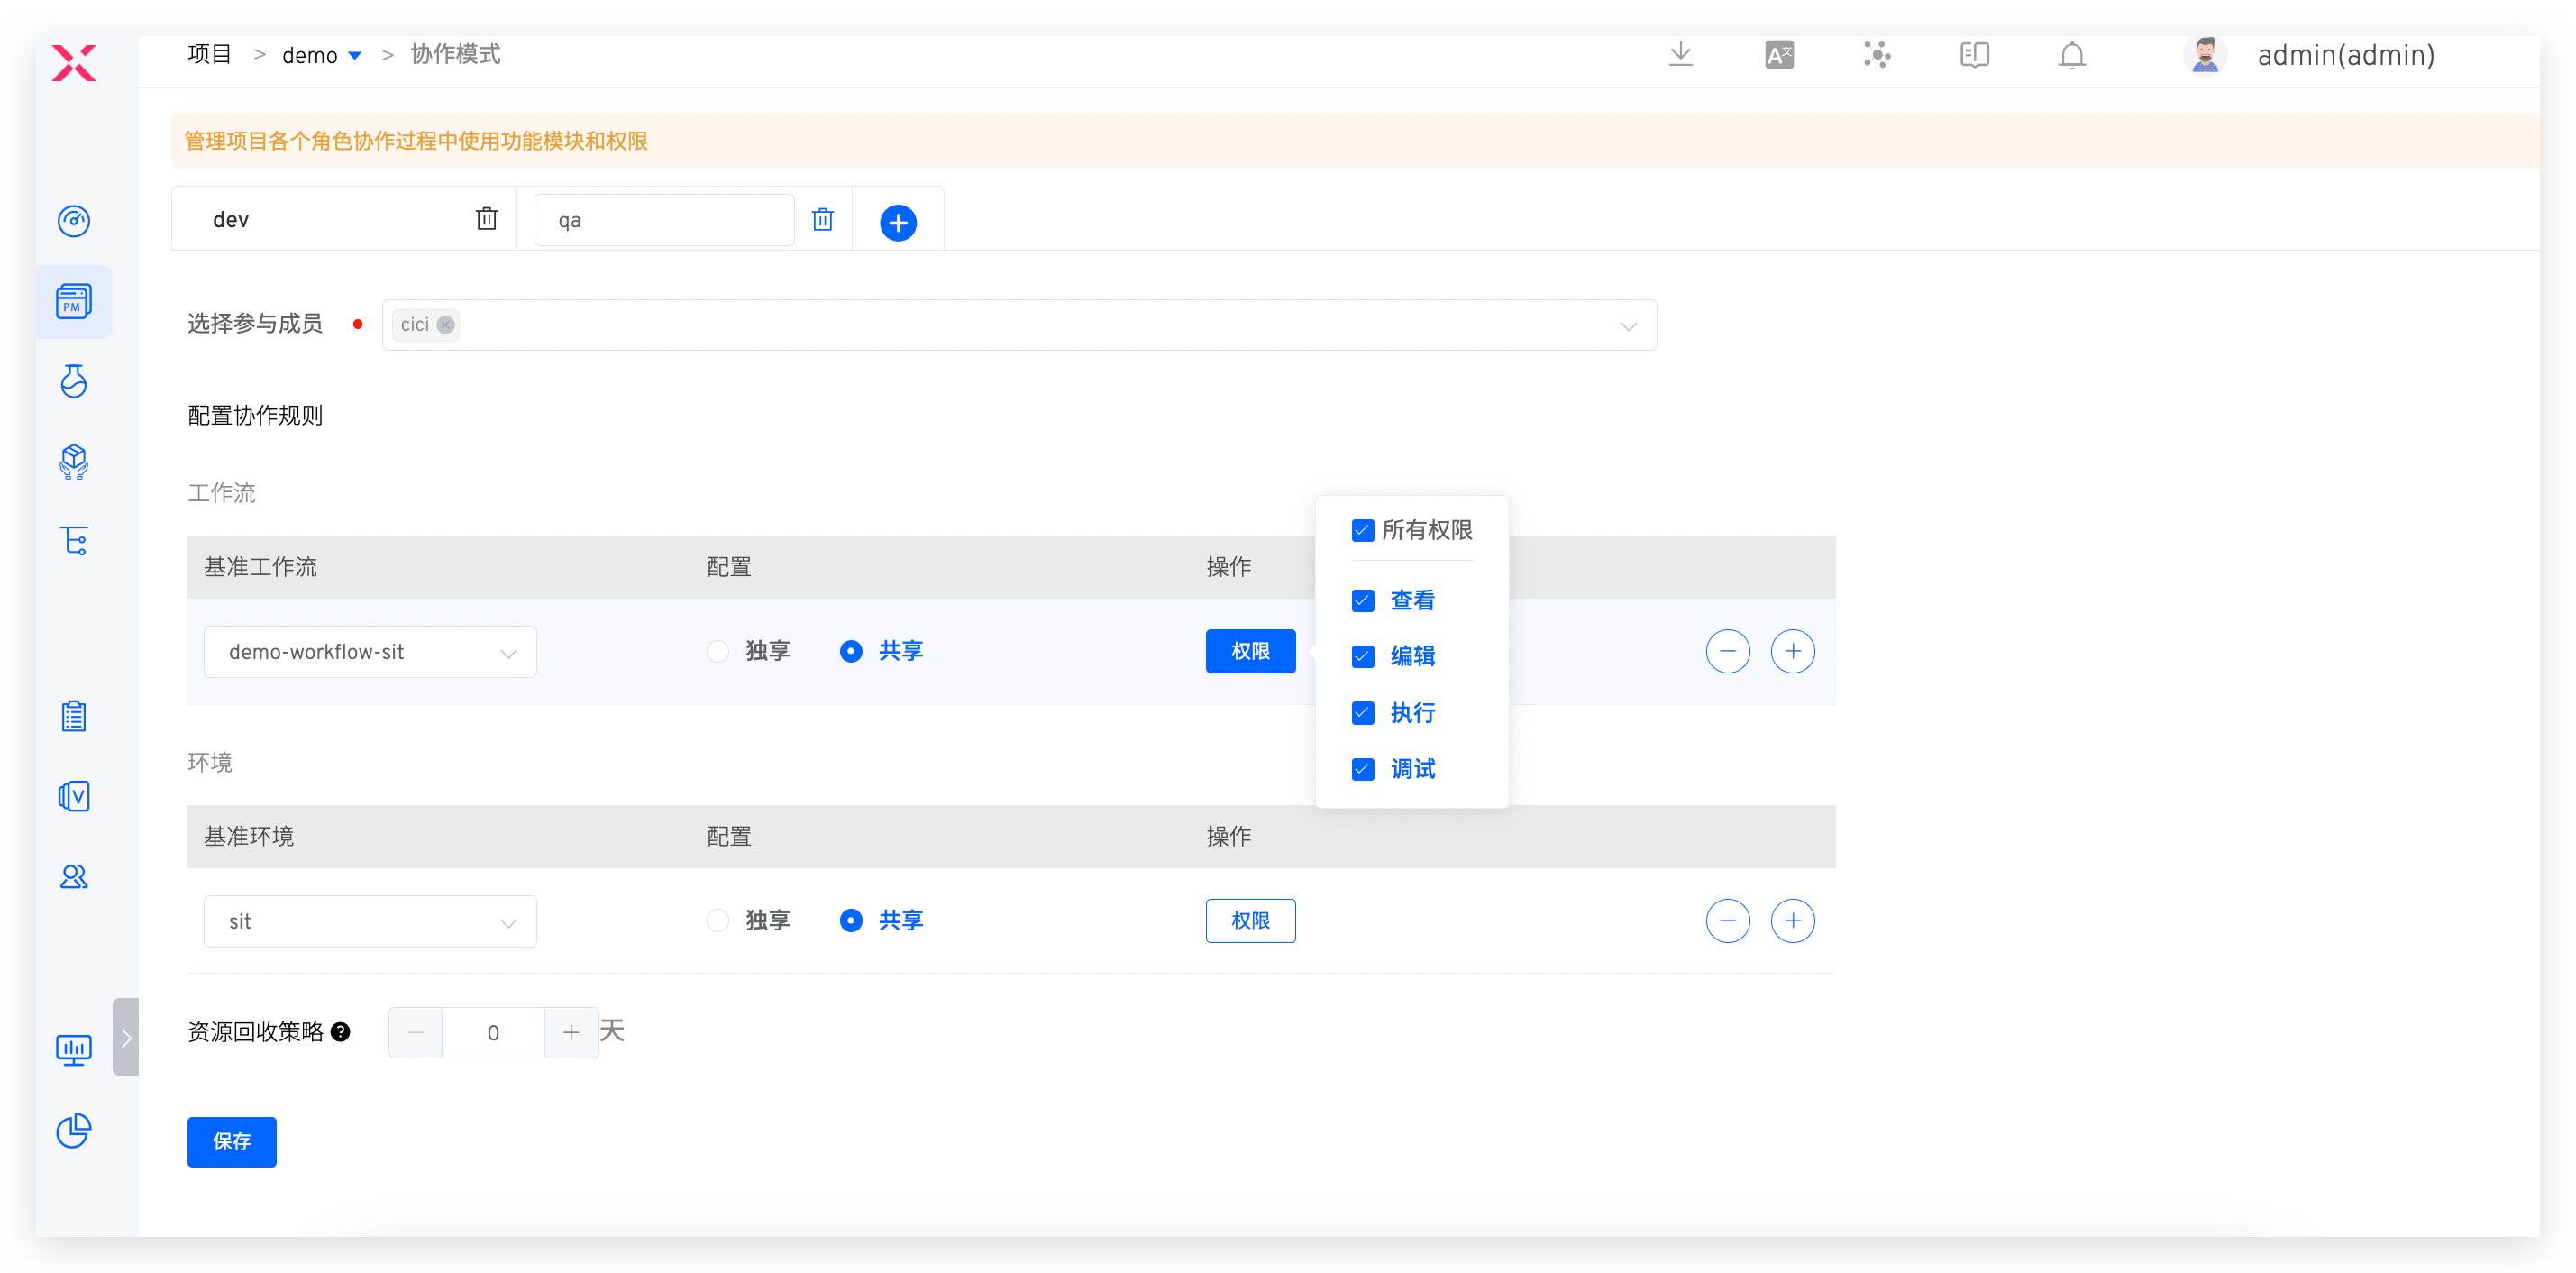 项目 > demo > 协作模式
admin(admin)
管理项目各个角色协作过程中使用功能模块和权限
dev qa
PM
选择参与成员 cici
配置协作规则
工作流
基准工作流 配置 操作
demo-workflow-sit 独享 共享 权限
所有权限
查看
编辑
执行
调试
环境
基准环境 配置 操作
sit 独享 共享 权限
资源回收策略 ? 0 天
保存